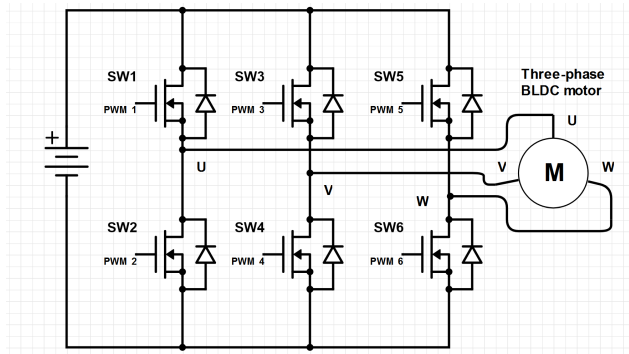 SW1
PWM 1
SW3
PWM 3
SW5
PWM 5
Three-phase
BLDC motor
+
U
U
V
M
W
V
W
SW2
PWM 2
SW4
PWM 4
SW6
PWM 6